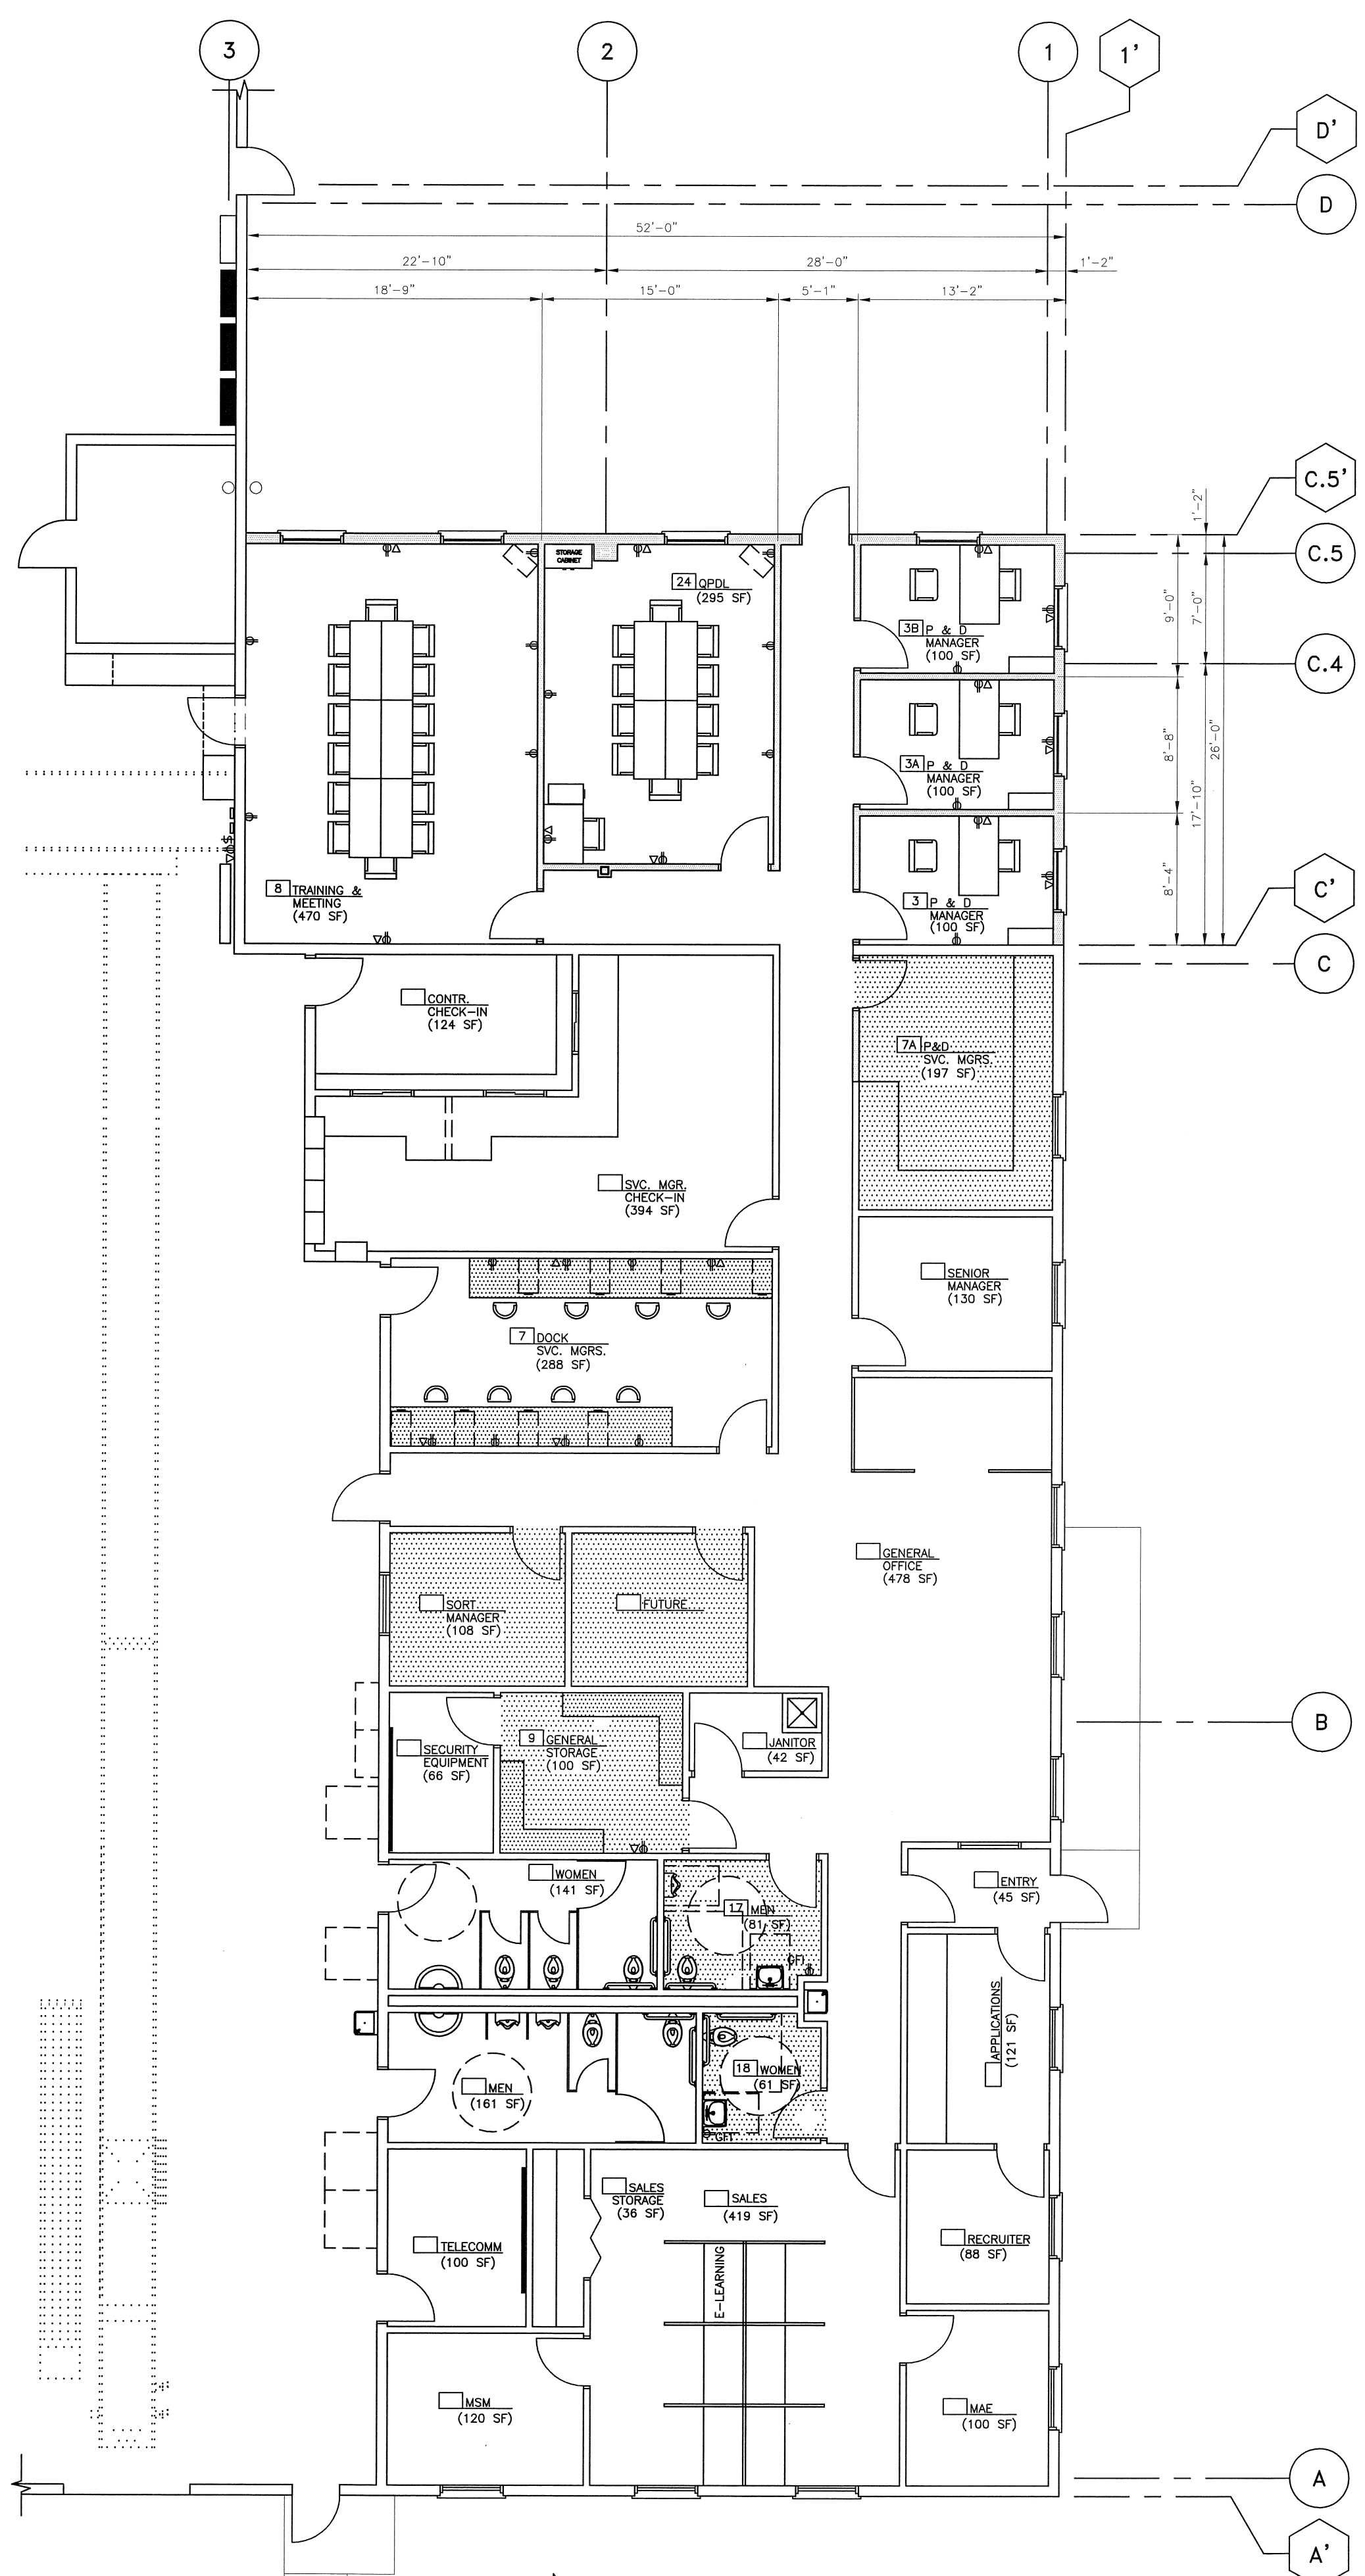 3
2
1
1'
D'
D
52'-0"
22'-10"
28'-0"
1'-2"
18'-9"
15'-0"
5'-1"
13'-2"
C.5'
1'-2"
C.5
STORAGE
CABINET
24 QPDL
(295 SF)
9'-0"
7'-0"
3B P & D
MANAGER
(100 SF)
C.4
8'-8"
26'-0"
3A P & D
MANAGER
(100 SF)
17'-10"
8'-4"
8 TRAINING &
MEETING
(470 SF)
3 P & D
MANAGER
(100 SF)
C'
C
CONTR.
CHECK-IN
(124 SF)
7A P&D
SVC. MGRS.
(197 SF)
SVC. MGR.
CHECK-IN
(394 SF)
SENIOR
MANAGER
(130 SF)
7 DOCK
SVC. MGRS.
(288 SF)
GENERAL
OFFICE
(478 SF)
SORT
MANAGER
(108 SF)
FUTURE
B
SECURITY
EQUIPMENT
(66 SF)
9 GENERAL
STORAGE
(100 SF)
JANITOR
(42 SF)
WOMEN
(141 SF)
ENTRY
(45 SF)
17 MEN
(81 SF)
GFI
APPLICATIONS
(121 SF)
18 WOMEN
(61 SF)
MEN
(161 SF)
GFI
SALES
STORAGE
(36 SF)
SALES
(419 SF)
TELECOMM
(100 SF)
RECRUITER
(88 SF)
E-LEARNING
MSM
(120 SF)
MAE
(100 SF)
A
A'